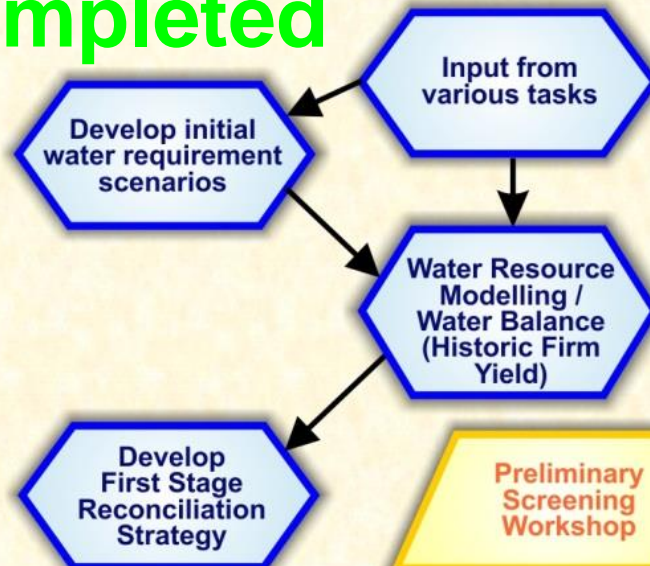 mpleted
Input from
various tasks
Develop initial
water requirement
scenarios
Water Resource
Modelling /
Water Balance
(Historic Firm
Yield)
Develop
First Stage
Reconciliation
Strategy
Preliminary
Screening
Workshop